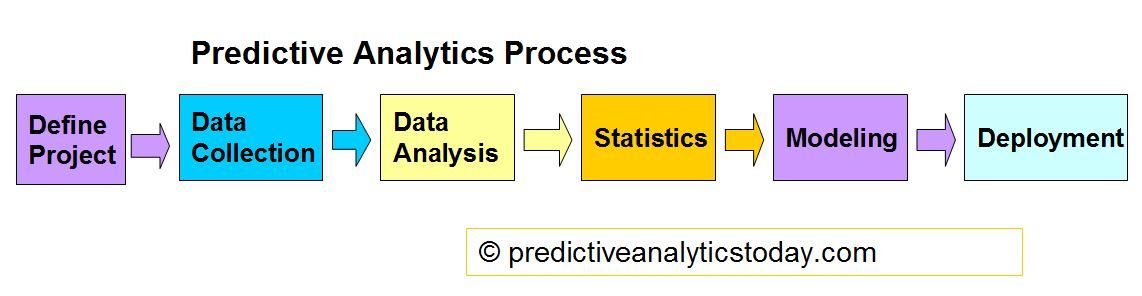 Predictive Analytics Process
Define
Project
Data
Collection
Data
Analysis
Statistics
Modeling
Deployment
© predictiveanalyticstoday.com